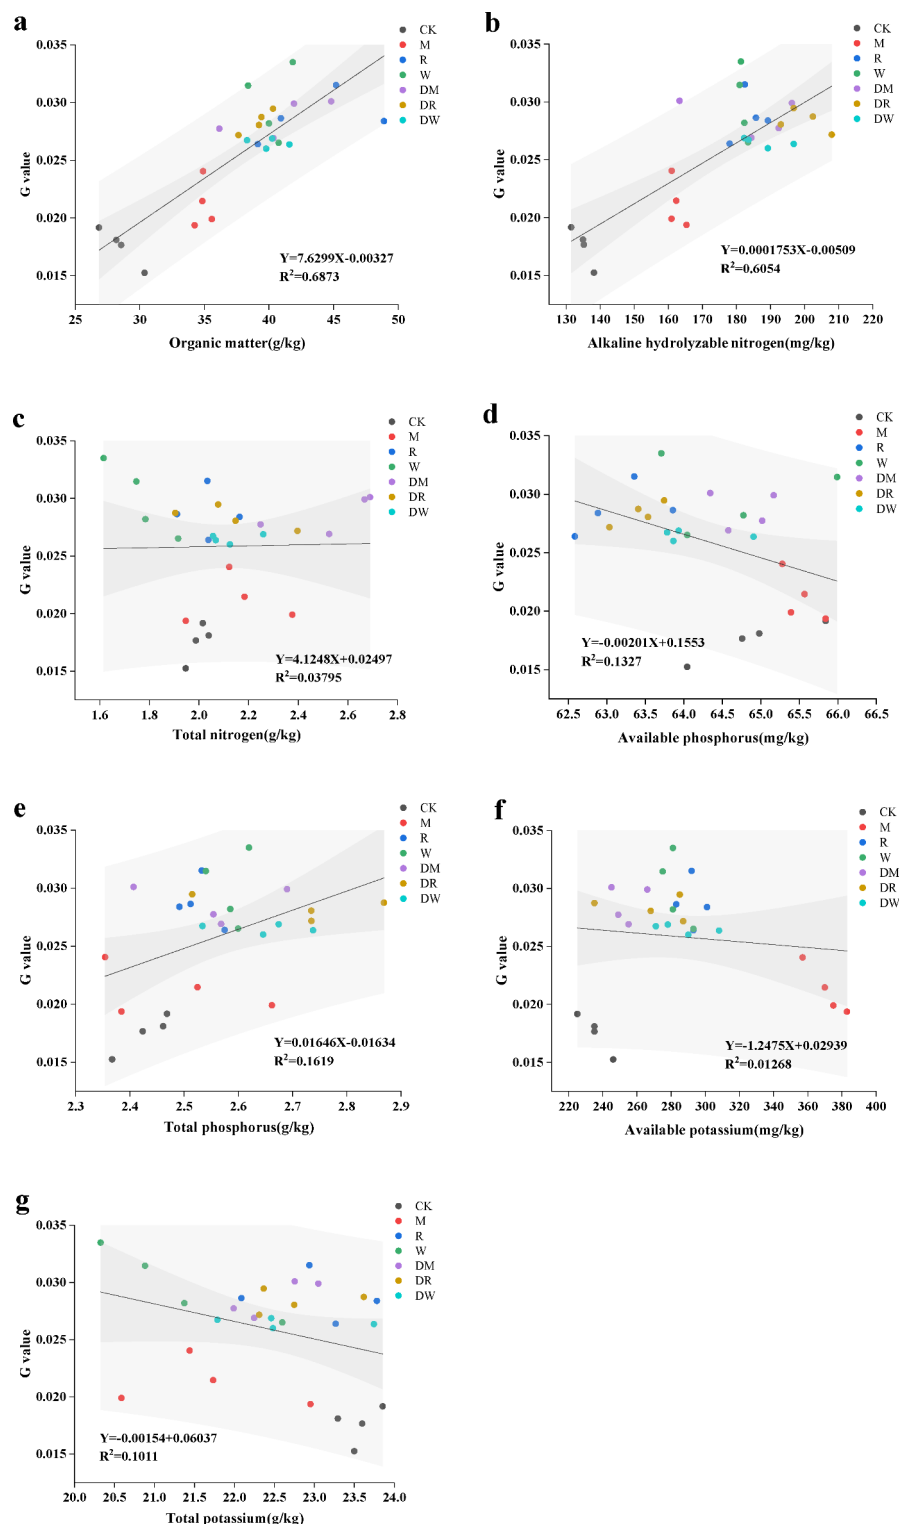 a
CK
M
R
W
DM
DR
DW
0.035
0.030
0.025
0.020
0.015
G value
Y=7.6299X-0.00327
R²=0.6873
25 30 35 40 45 50
Organic matter(g/kg)
b
CK
M
R
W
DM
DR
DW
0.035
0.030
0.025
0.020
0.015
G value
Y=0.0001753X-0.00509
R²=0.6054
130 140 150 160 170 180 190 200 210 220
Alkaline hydrolyzable nitrogen(mg/kg)
c
CK
M
R
W
DM
DR
DW
0.035
0.030
0.025
0.020
0.015
G value
Y=4.1248X+0.02497
R²=0.03795
1.6 1.8 2.0 2.2 2.4 2.6 2.8
Total nitrogen(g/kg)
d
CK
M
R
W
DM
DR
DW
0.035
0.030
0.025
0.020
0.015
G value
Y=-0.00201X+0.1553
R²=0.1327
62.5 63.0 63.5 64.0 64.5 65.0 65.5 66.0 66.5
Available phosphorus(mg/kg)
e
CK
M
R
W
DM
DR
DW
0.035
0.030
0.025
0.020
0.015
G value
Y=0.01646X-0.01634
R²=0.1619
2.3 2.4 2.5 2.6 2.7 2.8 2.9
Total phosphorus(g/kg)
f
CK
M
R
W
DM
DR
DW
0.035
0.030
0.025
0.020
0.015
G value
Y=-1.2475X+0.02939
R²=0.01268
220 240 260 280 300 320 340 360 380 400
Available potassium(mg/kg)
g
CK
M
R
W
DM
DR
DW
0.035
0.030
0.025
0.020
0.015
G value
Y=-0.00154+0.06037
R²=0.1011
20.0 20.5 21.0 21.5 22.0 22.5 23.0 23.5 24.0
Total potassium(g/kg)